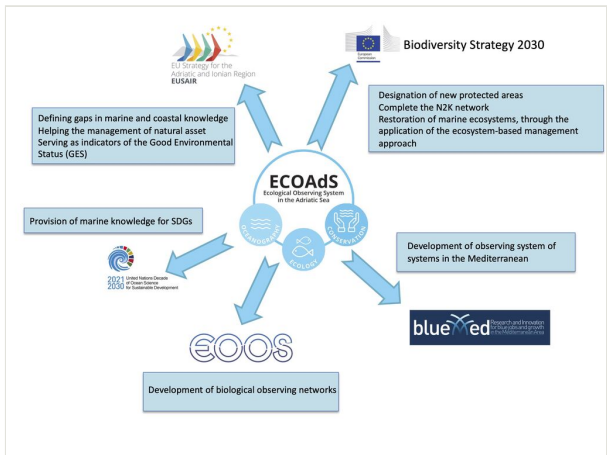 EU Strategy for the
Adriatic and Ionian Region
EUSAIR
European
Commission
Biodiversity Strategy 2030
Defining gaps in marine and coastal knowledge
Helping the management of natural asset
Serving as indicators of the Good Environmental
Status (GES)
Designation of new protected areas
Complete the N2K network
Restoration of marine ecosystems, through the
application of the ecosystem-based management
approach
ECOAdS
Ecological Observing System
in the Adriatic Sea
OCEANOGRAPHY
ECOLOGY
CONSERVATION
Provision of marine knowledge for SDGs
2021
2030
United Nations Decade
of Ocean Science
for Sustainable Development
Development of observing system of
systems in the Mediterranean
blueMed
Research and Innovation
for blue jobs and growth
in the Mediterranean Area
EOOS
Development of biological observing networks